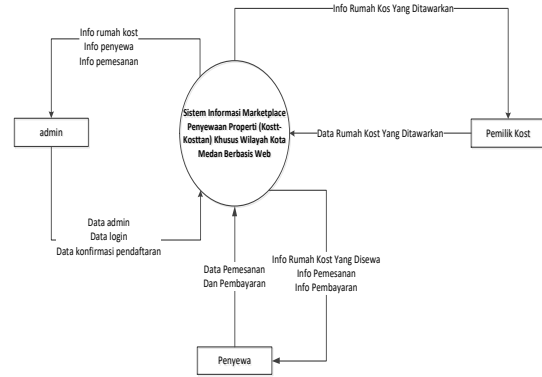 Info Rumah Kos Yang Ditawarkan
Info rumah kost
Info penyewa
Info pemesanan
Sistem Informasi Marketplace
Penyewaan Properti (Kostt-
Kosttan) Khusus Wilayah Kota
Medan Berbasis Web
admin
Data Rumah Kost Yang Ditawarkan
Pemilik Kost
Data admin
Data login
Data konfirmasi pendaftaran
Data Pemesanan
Dan Pembayaran
Info Rumah Kost Yang Disewa
Info Pemesanan
Info Pembayaran
Penyewa